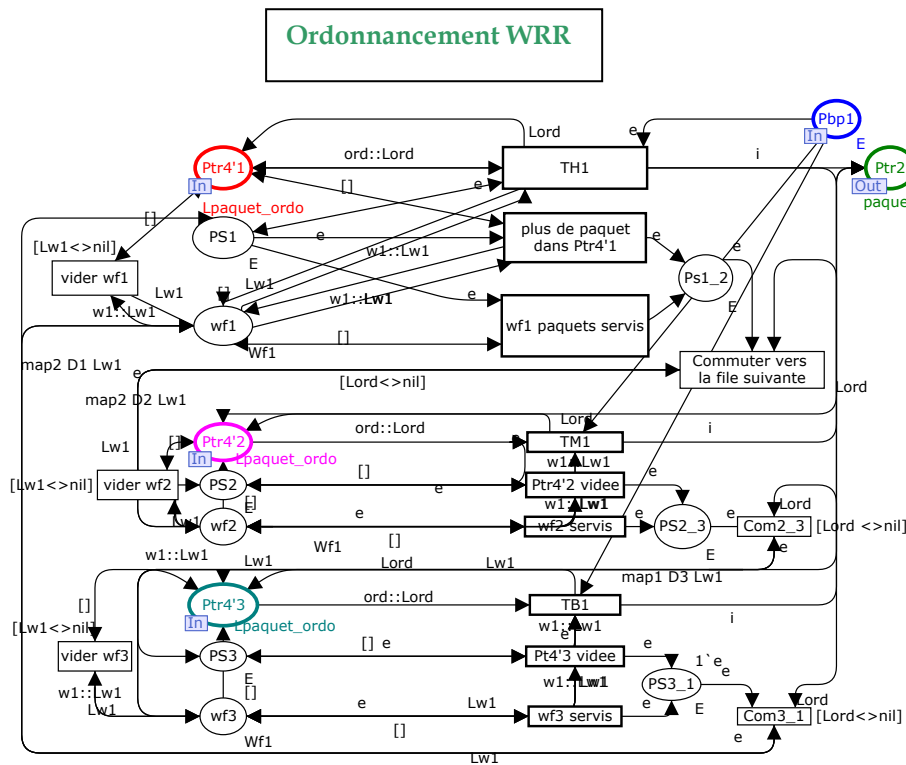 Ordonnancement WRR
Pbp1
In
E
Lord
e
Ptr4'1
In
ord::Lord
TH1
i
Ptr2
Out
paque
[]
e
Lpaquet_ordo
[]
[Lw1<>nil]
PS1
e
plus de paquet
dans Ptr4'1
e
e
w1::Lw1
E
vider wf1
Lw1
[]
Ps1_2
w1::Lw1
w1::Lw1
e
E
wf1
wf1 paquets servis
[]
Wf1
map2 D1 Lw1
e
[Lord<>nil]
Commuter vers
la file suivante
Lord
map2 D2 Lw1
Lord
ord::Lord
i
Lw1
[]
Ptr4'2
In
TM1
Lpaquet_ordo
w1::Lw1
e
[]
[Lw1<>nil]
vider wf2
PS2
e
Ptr4'2 videe
[]
E
w1::Lw1
Lord
Lw1
wf2
e
wf2 servis
e
PS2_3
e
Com2_3
[Lord <>nil]
Wf1
[]
E
e
w1::Lw1
Lw1
Lord
Lw1
map1 D3 Lw1
Ptr4'3
In
ord::Lord
TB1
[]
i
[Lw1<>nil]
Lpaquet_ordo
w1::Lw1
e
vider wf3
PS3
[]
e
Pt4'3 videe
e
1`e
e
E
[]
w1::Lw1
PS3_1
w1::Lw1
Lw1
e
Lw1
Lord
wf3
wf3 servis
e
E
Com3_1
[Lord<>nil]
Wf1
[]
e
Lw1